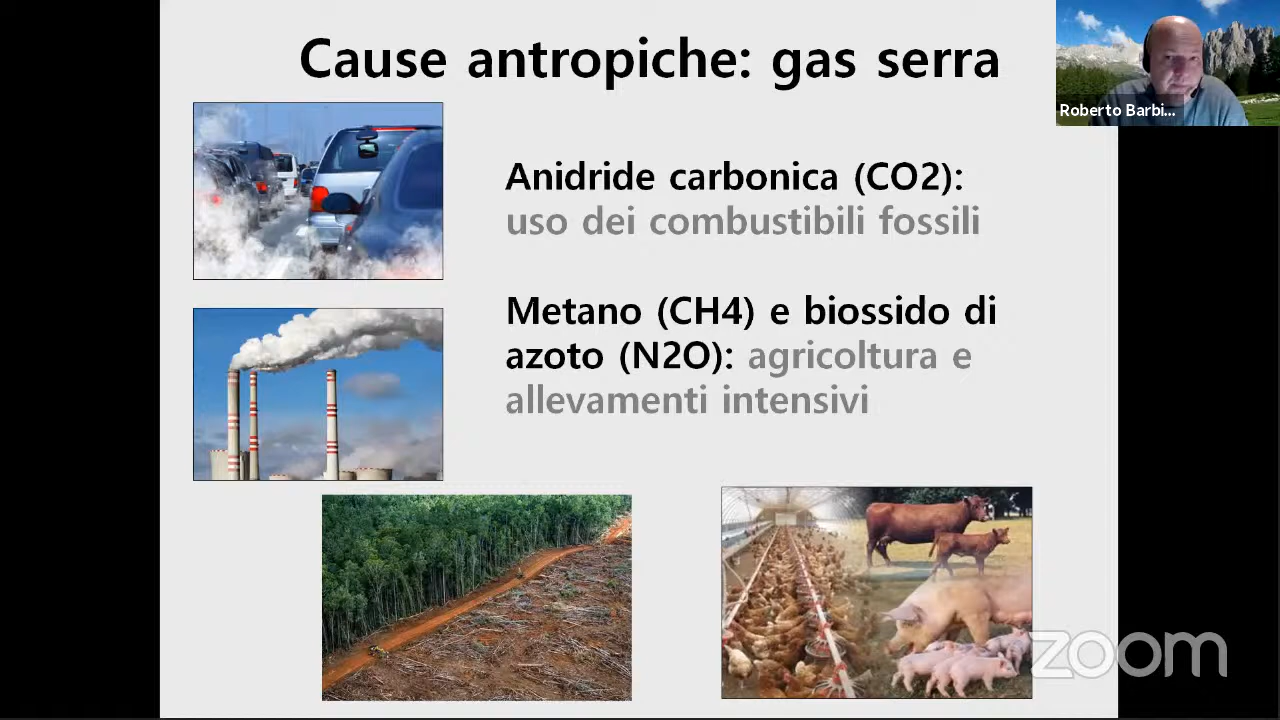 Cause antropiche: gas serra
Roberto Barbi...
Anidride carbonica (CO2):
uso dei combustibili fossili
Metano (CH4) e biossido di
azoto (N2O): agricoltura e
allevamenti intensivi
zoom